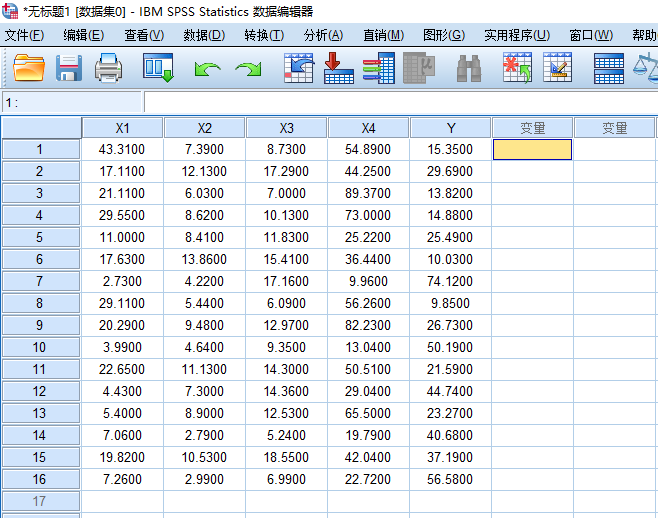 *无标题1 [数据集0] - IBM SPSS Statistics 数据编辑器
文件(F) 编辑(E) 查看(V) 数据(D) 转换(T) 分析(A) 直销(M) 图形(G) 实用程序(U) 窗口(W) 帮助
1 :
X1 X2 X3 X4 Y 变量 变量
1 43.3100 7.3900 8.7300 54.8900 15.3500
2 17.1100 12.1300 17.2900 44.2500 29.6900
3 21.1100 6.0300 7.0000 89.3700 13.8200
4 29.5500 8.6200 10.1300 73.0000 14.8800
5 11.0000 8.4100 11.8300 25.2200 25.4900
6 17.6300 13.8600 15.4100 36.4400 10.0300
7 2.7300 4.2200 17.1600 9.9600 74.1200
8 29.1100 5.4400 6.0900 56.2600 9.8500
9 20.2900 9.4800 12.9700 82.2300 26.7300
10 3.9900 4.6400 9.3500 13.0400 50.1900
11 22.6500 11.1300 14.3000 50.5100 21.5900
12 4.4300 7.3000 14.3600 29.0400 44.7400
13 5.4000 8.9000 12.5300 65.5000 23.2700
14 7.0600 2.7900 5.2400 19.7900 40.6800
15 19.8200 10.5300 18.5500 42.0400 37.1900
16 7.2600 2.9900 6.9900 22.7200 56.5800
17